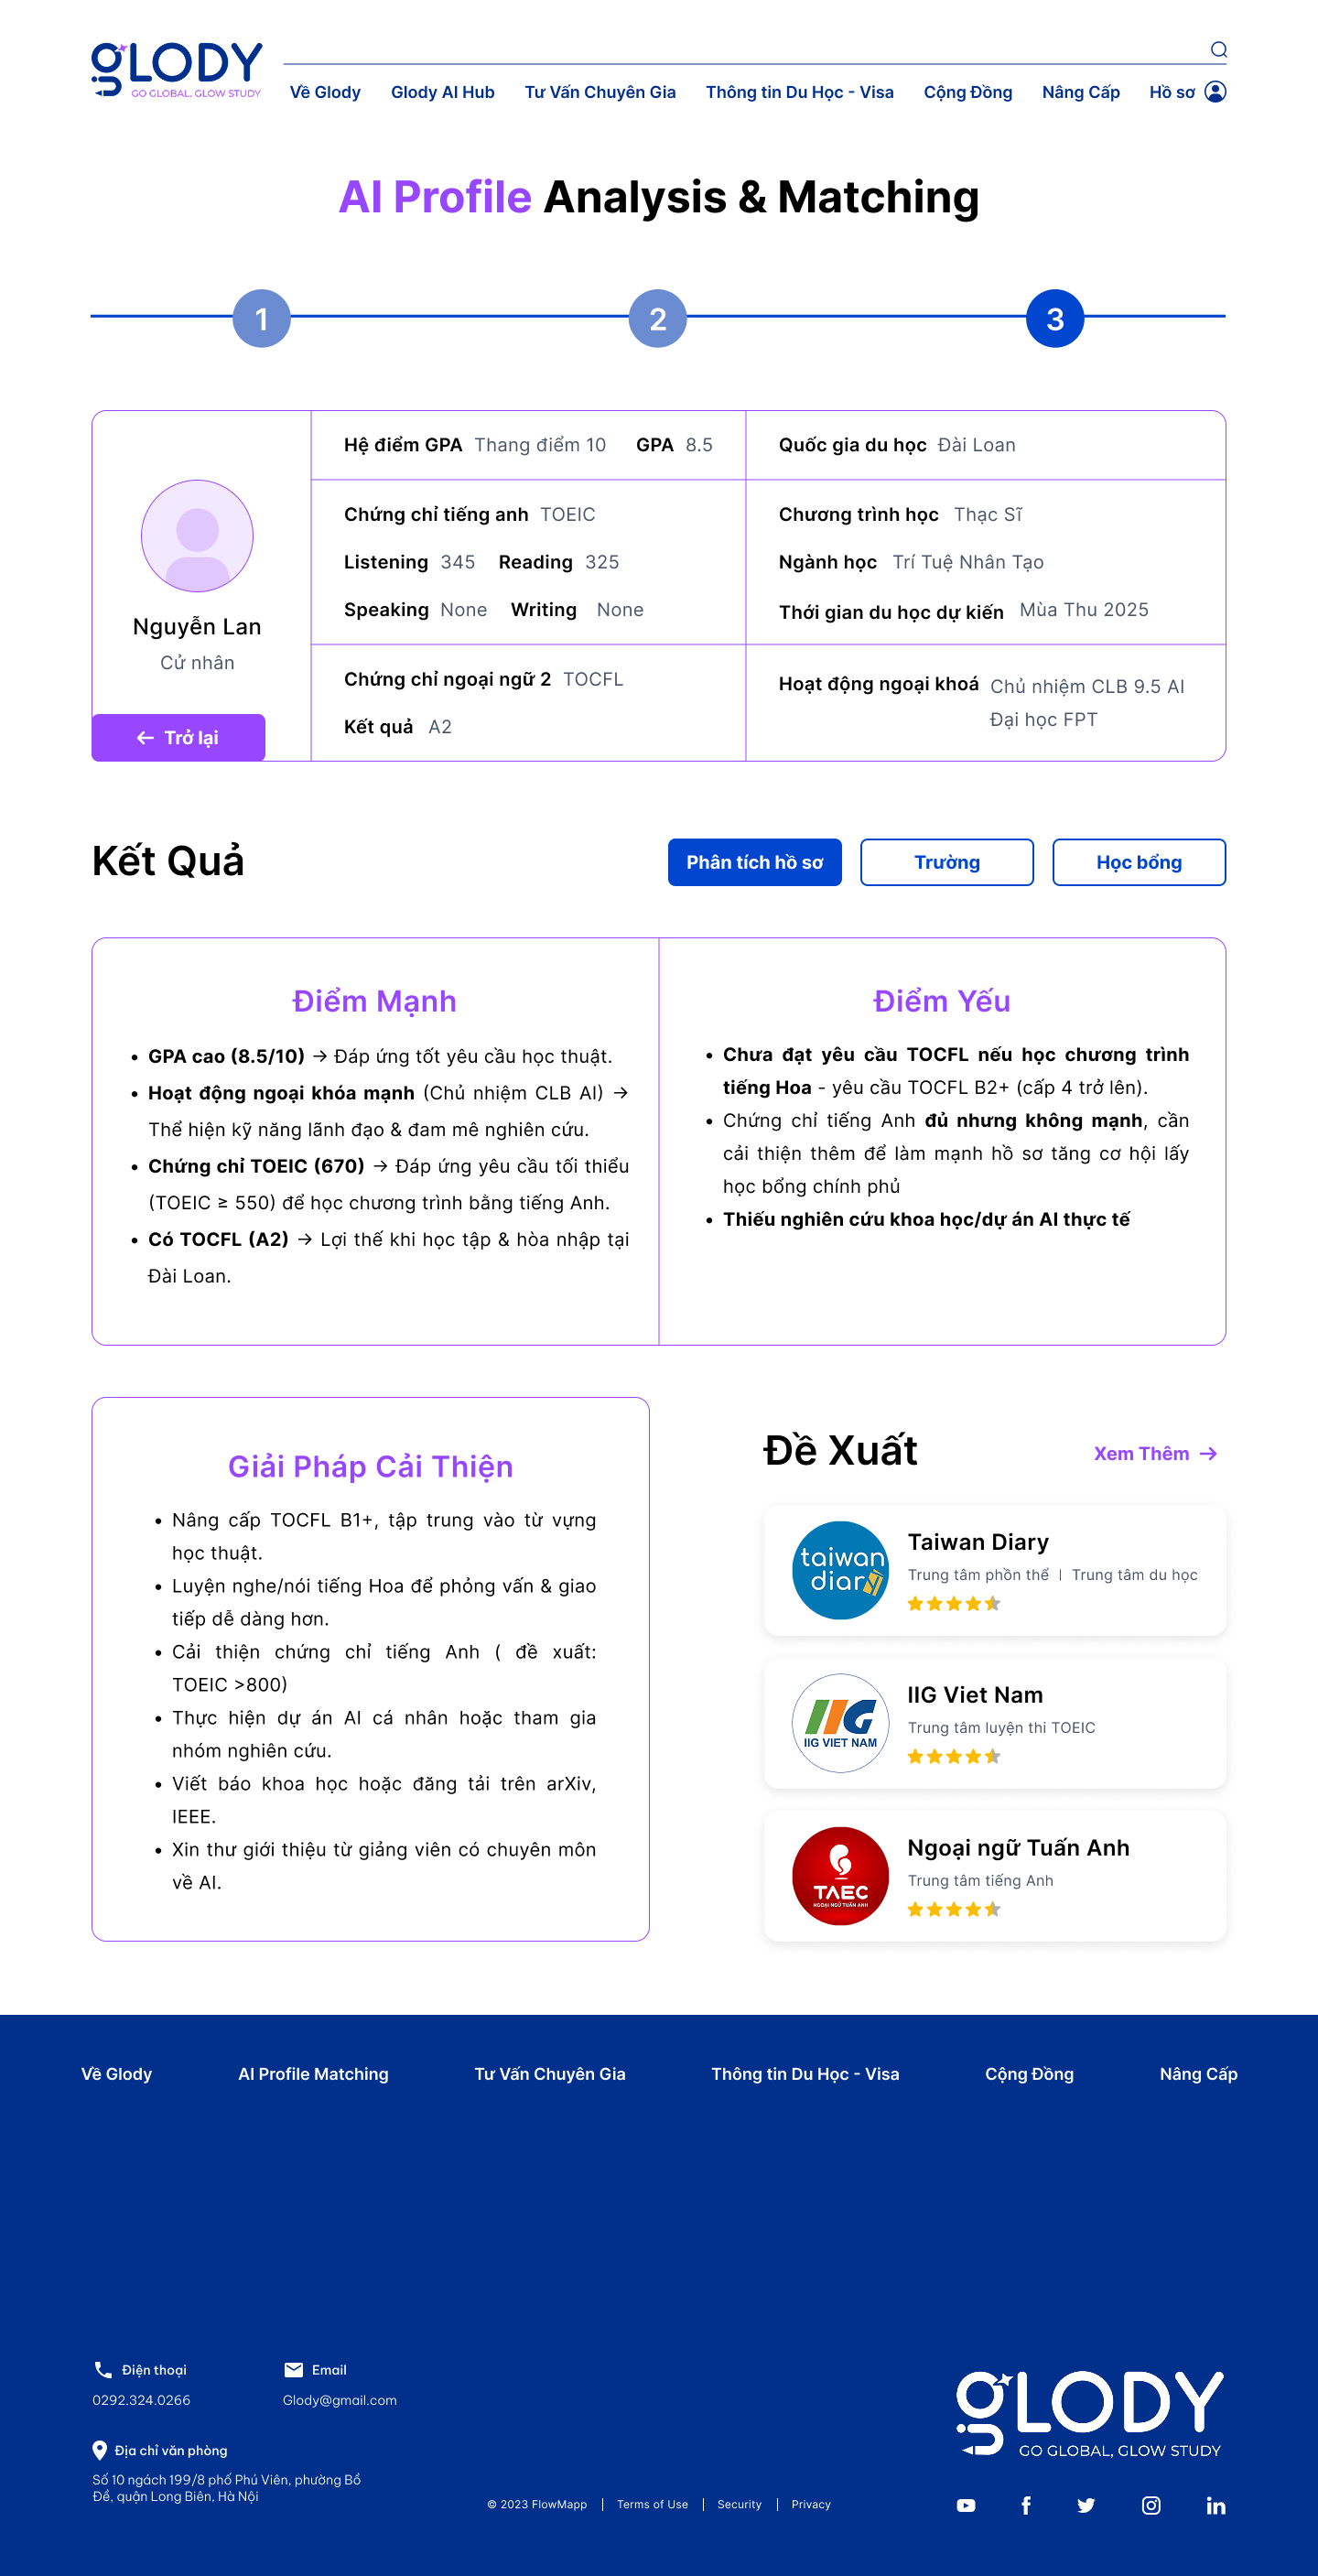 gLODY
GO GLOBAL, GLOW STUDY
Về Glody Glody AI Hub Tư Vấn Chuyên Gia Thông tin Du Học - Visa Cộng Đồng Nâng Cấp Hồ sơ
AI Profile Analysis & Matching
1 2 3
Nguyễn Lan
Cử nhân
← Trở lại
Hệ điểm GPA Thang điểm 10 GPA 8.5
Chứng chỉ tiếng anh TOEIC
Listening 345 Reading 325
Speaking None Writing None
Chứng chỉ ngoại ngữ 2 TOCFL
Kết quả A2
Quốc gia du học Đài Loan
Chương trình học Thạc Sĩ
Ngành học Trí Tuệ Nhân Tạo
Thới gian du học dự kiến Mùa Thu 2025
Hoạt động ngoại khoá Chủ nhiệm CLB 9.5 AI
Đại học FPT
Kết Quả
Phân tích hồ sơ Trường Học bổng
Điểm Mạnh
• GPA cao (8.5/10) → Đáp ứng tốt yêu cầu học thuật.
• Hoạt động ngoại khóa mạnh (Chủ nhiệm CLB AI) →
Thể hiện kỹ năng lãnh đạo & đam mê nghiên cứu.
• Chứng chỉ TOEIC (670) → Đáp ứng yêu cầu tối thiểu
(TOEIC ≥ 550) để học chương trình bằng tiếng Anh.
• Có TOCFL (A2) → Lợi thế khi học tập & hòa nhập tại
Đài Loan.
Điểm Yếu
• Chưa đạt yêu cầu TOCFL nếu học chương trình
tiếng Hoa - yêu cầu TOCFL B2+ (cấp 4 trở lên).
• Chứng chỉ tiếng Anh đủ nhưng không mạnh, cần
cải thiện thêm để làm mạnh hồ sơ tăng cơ hội lấy
học bổng chính phủ
• Thiếu nghiên cứu khoa học/dự án AI thực tế
Giải Pháp Cải Thiện
• Nâng cấp TOCFL B1+, tập trung vào từ vựng
học thuật.
• Luyện nghe/nói tiếng Hoa để phỏng vấn & giao
tiếp dễ dàng hơn.
• Cải thiện chứng chỉ tiếng Anh ( đề xuất:
TOEIC >800)
• Thực hiện dự án AI cá nhân hoặc tham gia
nhóm nghiên cứu.
• Viết báo khoa học hoặc đăng tải trên arXiv,
IEEE.
• Xin thư giới thiệu từ giảng viên có chuyên môn
về AI.
Đề Xuất
Xem Thêm →
taiwan
diary
Taiwan Diary
Trung tâm phồn thể | Trung tâm du học
IIG
IIG VIET NAM
IIG Viet Nam
Trung tâm luyện thi TOEIC
TAEC
NGOẠI NGỮ TUẤN ANH
Ngoại ngữ Tuấn Anh
Trung tâm tiếng Anh
Về Glody AI Profile Matching Tư Vấn Chuyên Gia Thông tin Du Học - Visa Cộng Đồng Nâng Cấp
Điện thoại
0292.324.0266
Email
Glody@gmail.com
Địa chỉ văn phòng
Số 10 ngách 199/8 phố Phú Viên, phường Bồ
Đề, quận Long Biên, Hà Nội
© 2023 FlowMapp | Terms of Use | Security | Privacy
gLODY
GO GLOBAL, GLOW STUDY